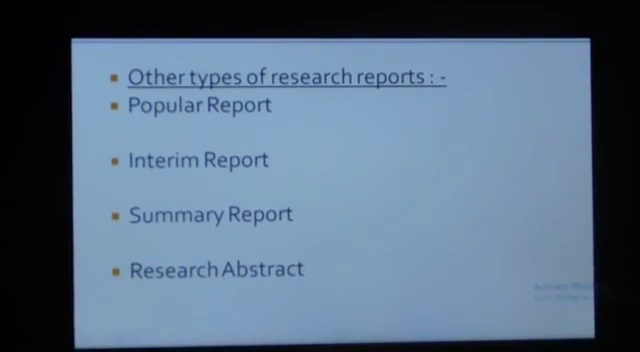 Other types of research reports : -
Popular Report
Interim Report
Summary Report
Research Abstract